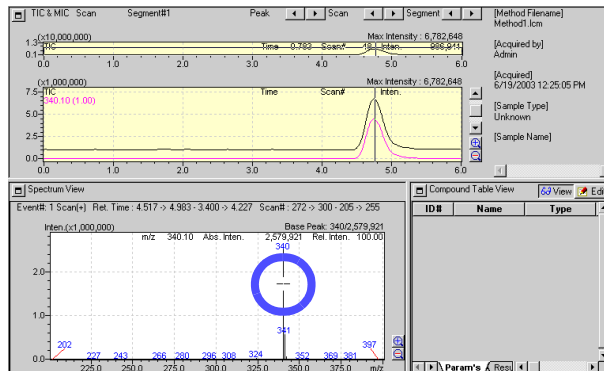 TIC & MIC Scan Segment#1 Peak Scan Segment
(x10,000,000) Max Intensity : 6,782,648
1.3 TIC Time 0.783 Scan# 48 Inten. 986,911
0.1
0.0 1.0 2.0 3.0 4.0 5.0 6.0
(x1,000,000) Max Intensity : 6,782,648
7.5 TIC Time Scan# Inten.
340.10 (1.00)
5.0
2.5
0.0
0.0 1.0 2.0 3.0 4.0 5.0 6.0
[Method Filename]
Method1.lcm
[Acquired by]
Admin
[Acquired]
6/19/2003 12:25:05 PM
[Sample Type]
Unknown
[Sample Name]
Spectrum View
Event#: 1 Scan(+) Ret. Time : 4.517 -> 4.983 - 3.400 -> 4.227 Scan# : 272 -> 300 - 205 -> 255
Inten.(x1,000,000) Base Peak: 340/2,579,921
m/z 340.10 Abs. Inten. 2,579,921 Rel. Inten. 100.00
340
2.0
1.0
341
202 227 243 266 280 296 308 324 352 369 381 397
0.0
225.0 250.0 275.0 300.0 325.0 350.0 375.0 m/z
Compound Table View View Edi
ID# Name Type
Param's Resu